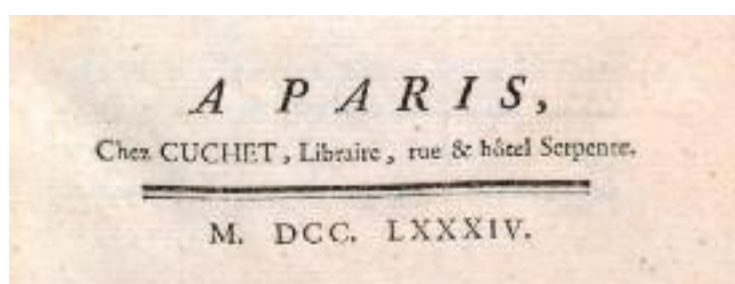 A PARIS,
Chez CUCHET, Libraire, rue & hôtel Serpente.
M. DCC. LXXXIV.